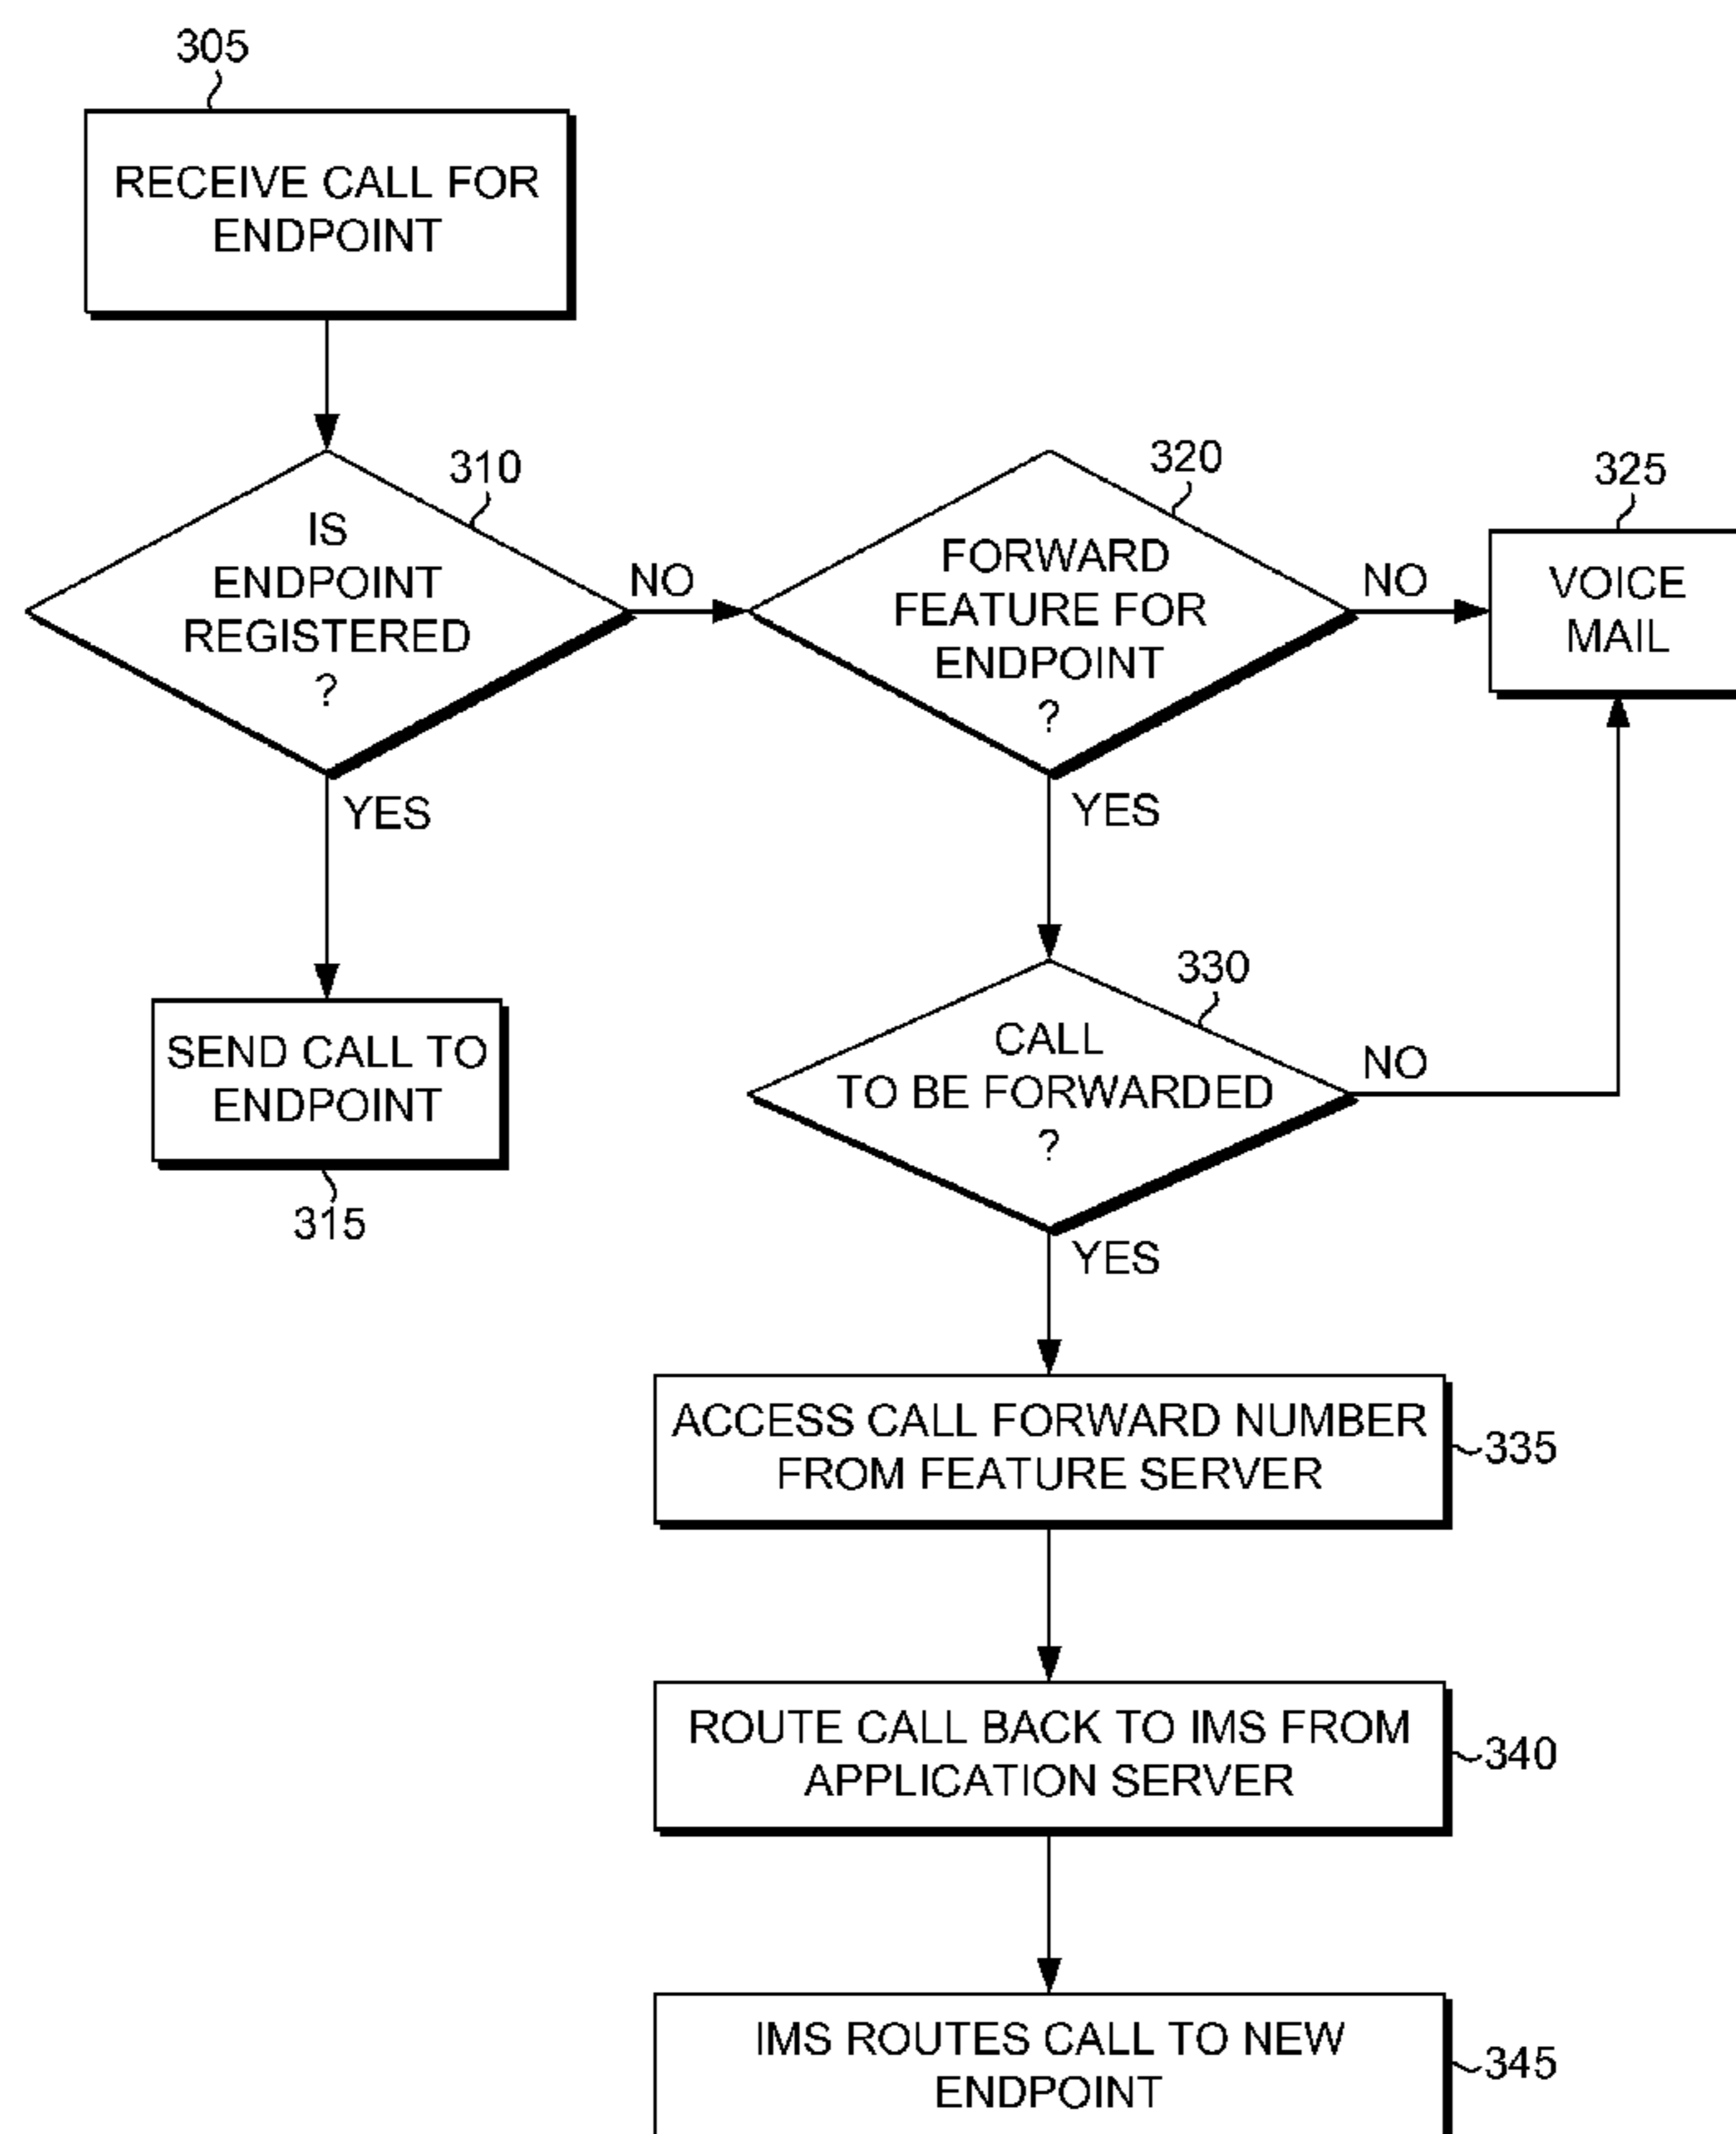 305
RECEIVE CALL FOR
ENDPOINT
310
IS
ENDPOINT
REGISTERED
?
NO
YES
SEND CALL TO
ENDPOINT
315
320
FORWARD
FEATURE FOR
ENDPOINT
?
NO
YES
325
VOICE
MAIL
330
CALL
TO BE FORWARDED
?
NO
YES
ACCESS CALL FORWARD NUMBER
FROM FEATURE SERVER
335
ROUTE CALL BACK TO IMS FROM
APPLICATION SERVER
340
IMS ROUTES CALL TO NEW
ENDPOINT
345